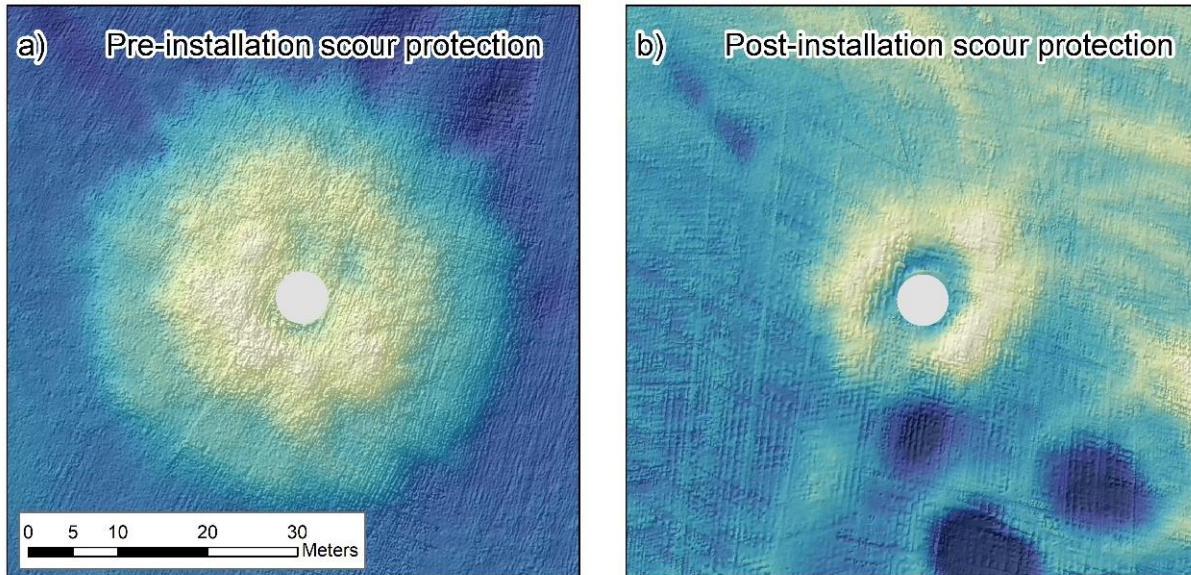 a) Pre-installation scour protection
b) Post-installation scour protection
0 5 10 20 30
Meters